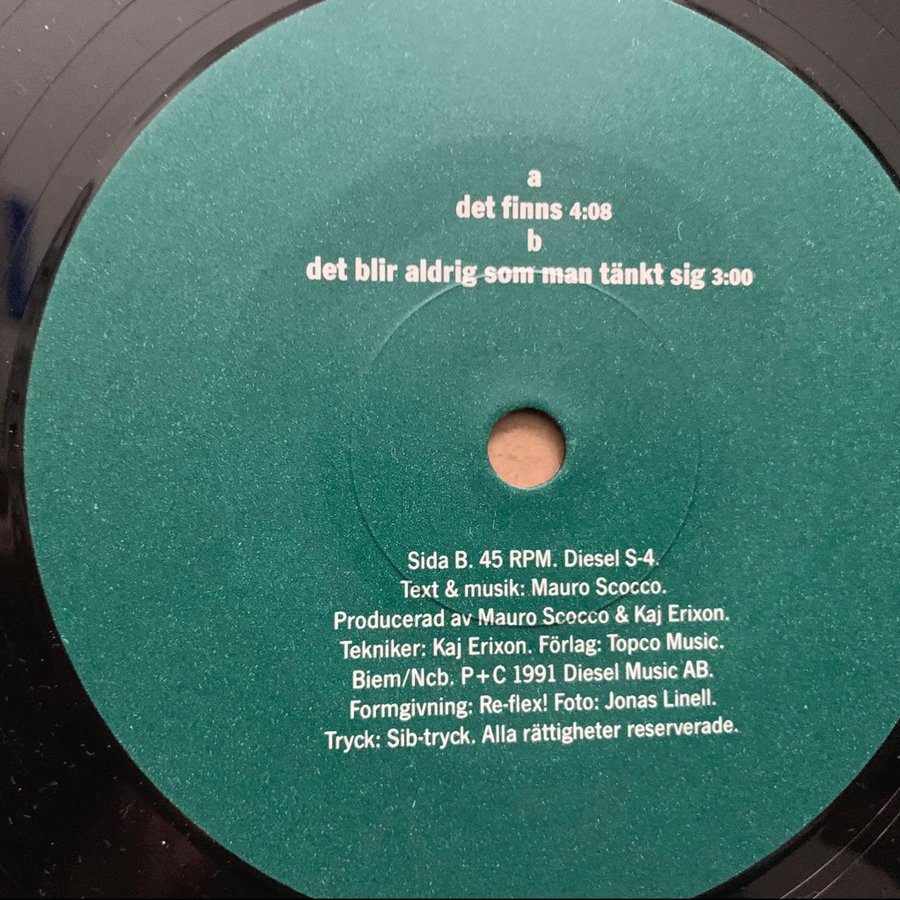 a
det finns 4:08
b
det blir aldrig som man tänkt sig 3:00
Sida B. 45 RPM. Diesel S-4.
Text & musik: Mauro Scocco.
Producerad av Mauro Scocco & Kaj Erixon.
Tekniker: Kaj Erixon. Förlag: Topco Music.
Biem/Ncb. P+C 1991 Diesel Music AB.
Formgivning: Re-flex! Foto: Jonas Linell.
Tryck: Sib-tryck. Alla rättigheter reserverade.